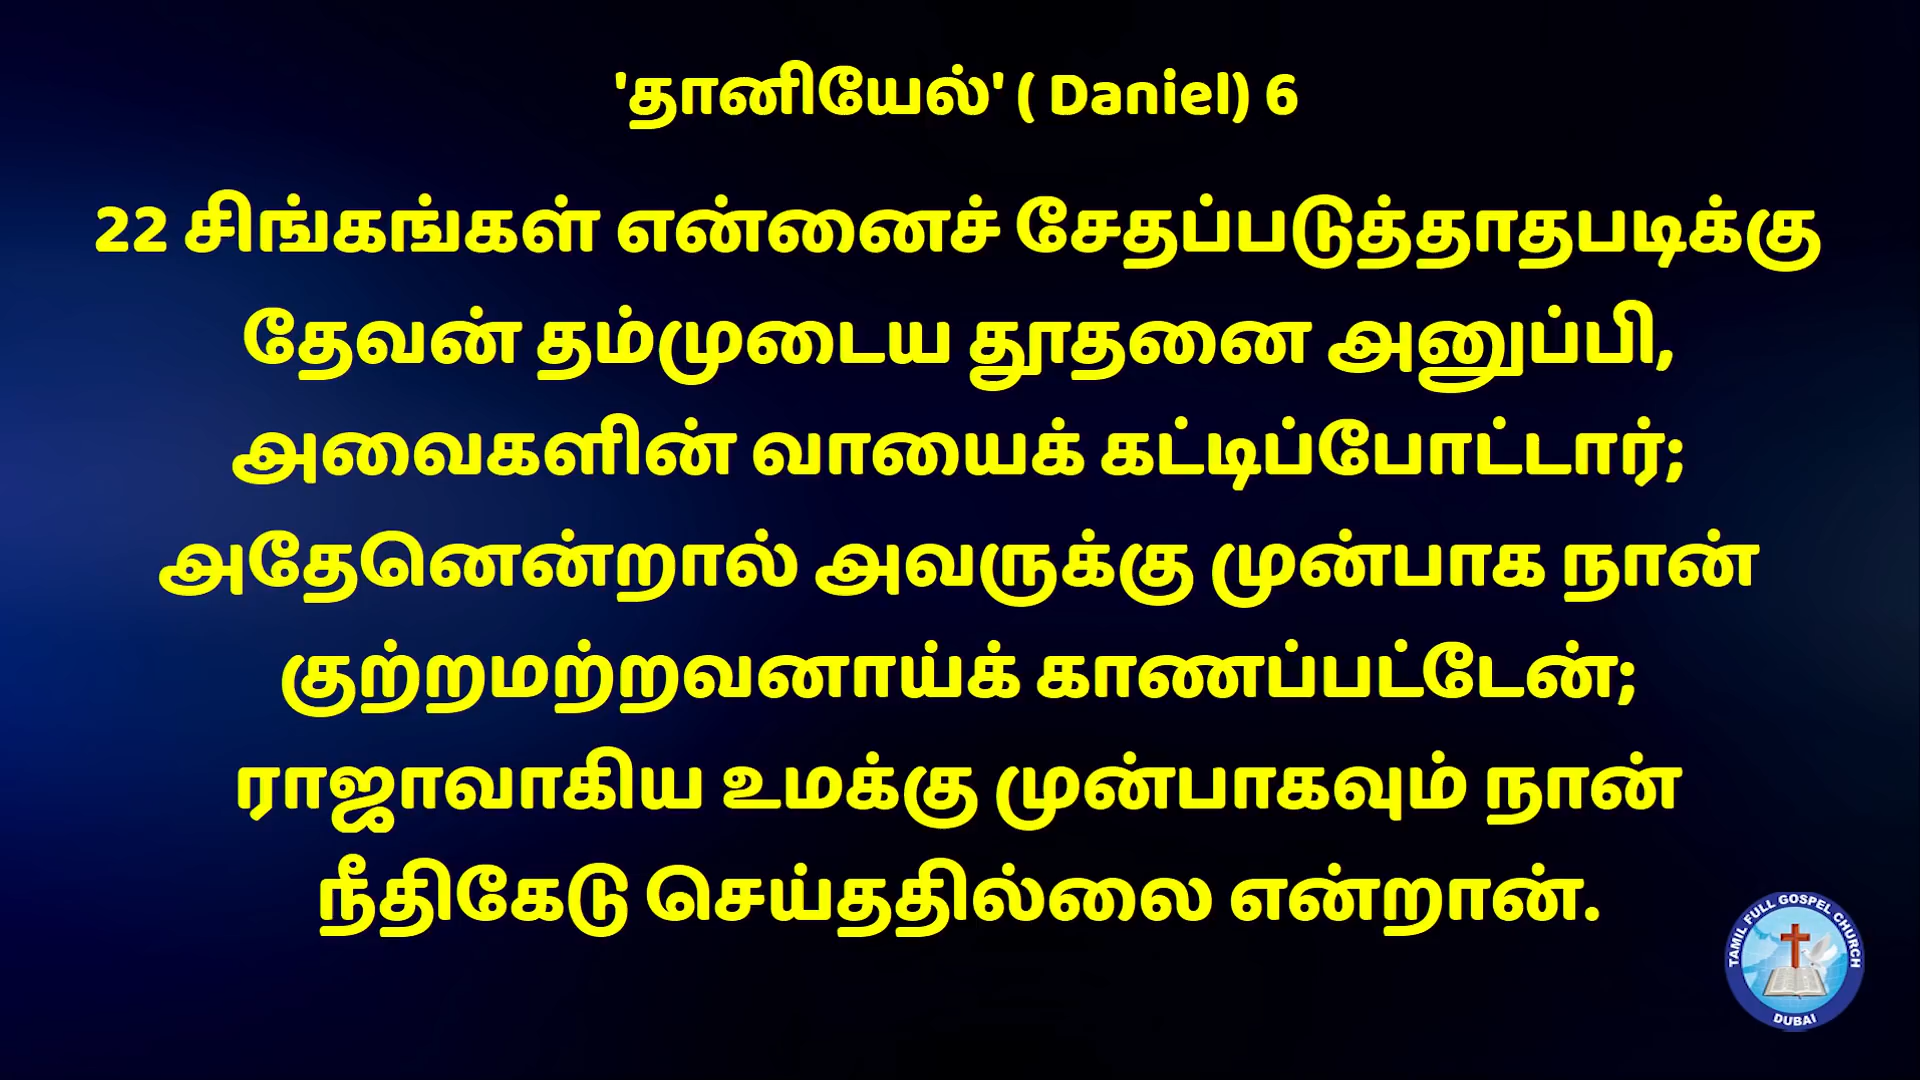 'தானியேல்' ( Daniel) 6
22 சிங்கங்கள் என்னைச் சேதப்படுத்தாதபடிக்கு
தேவன் தம்முடைய தூதனை அனுப்பி,
அவைகளின் வாயைக் கட்டிப்போட்டார்;
அதேனென்றால் அவருக்கு முன்பாக நான்
குற்றமற்றவனாய்க் காணப்பட்டேன்;
ராஜாவாகிய உமக்கு முன்பாகவும் நான்
நீதிகேடு செய்ததில்லை என்றான்.
TAMIL FULL GOSPEL CHURCH
DUBAI